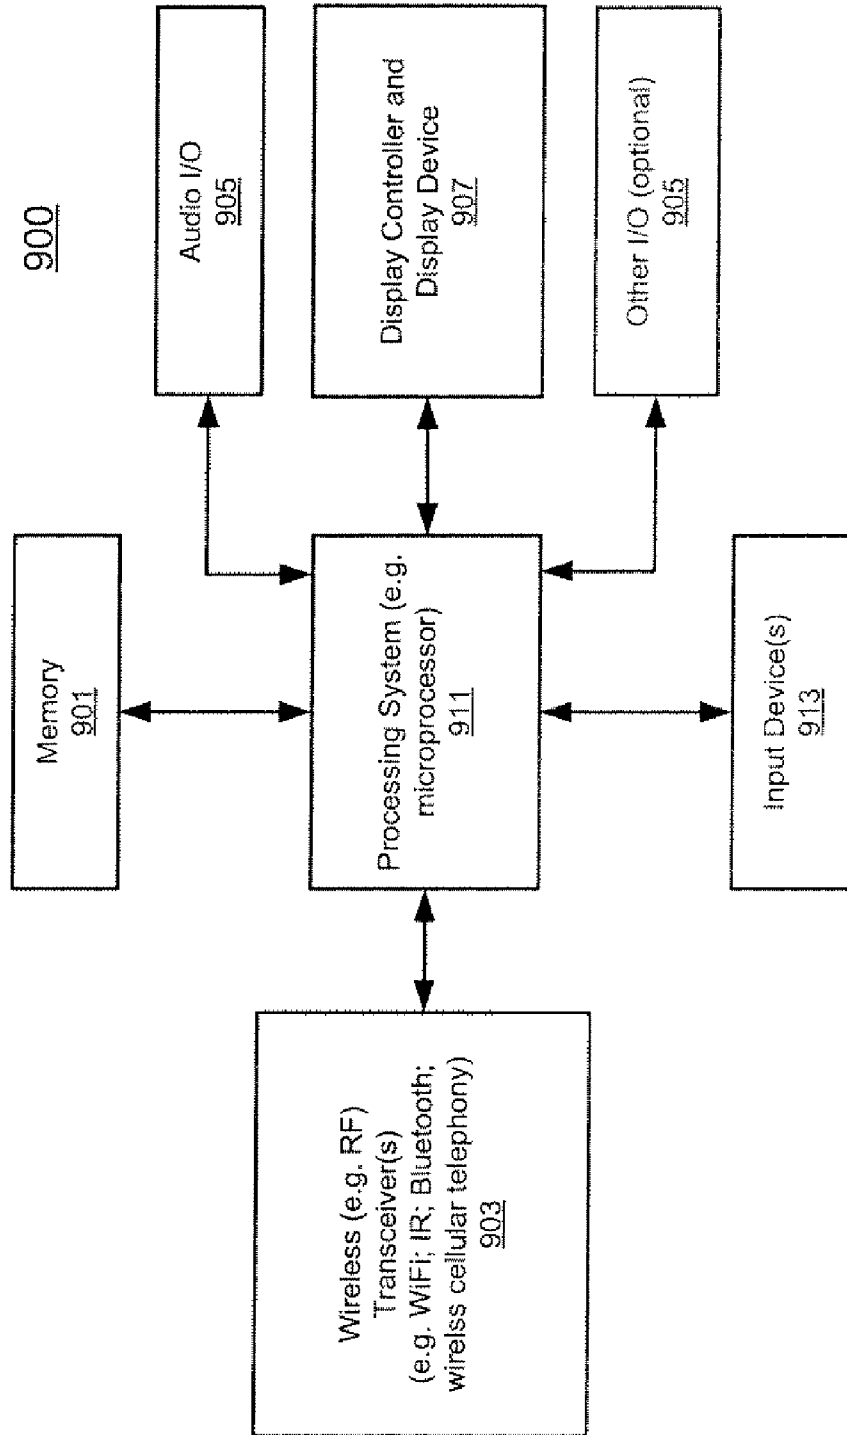 900
Memory
901
Audio I/O
905
Wireless (e.g. RF)
Transceiver(s)
(e.g. WiFi; IR; Bluetooth;
wirelss cellular telephony)
903
Processing System (e.g.
microprocessor)
911
Display Controller and
Display Device
907
Input Device(s)
913
Other I/O (optional)
905